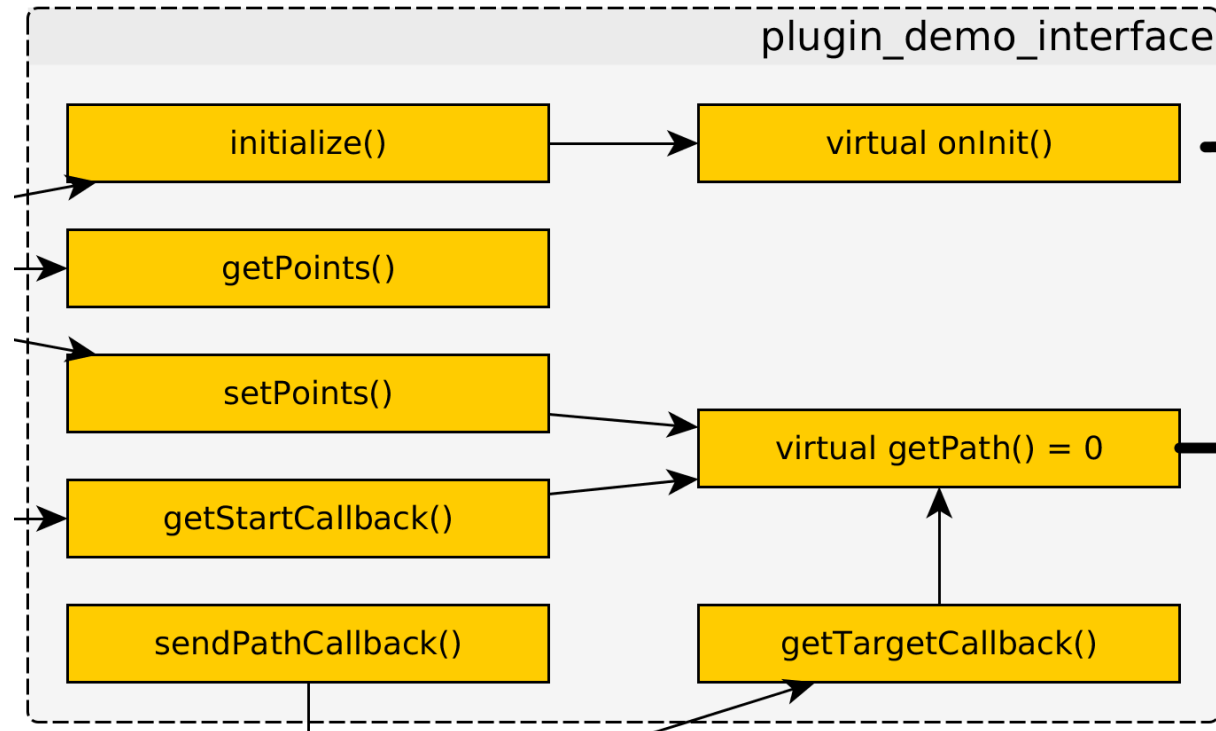 plugin_demo_interface
initialize()
virtual onInit()
getPoints()
setPoints()
virtual getPath() = 0
getStartCallback()
sendPathCallback()
getTargetCallback()